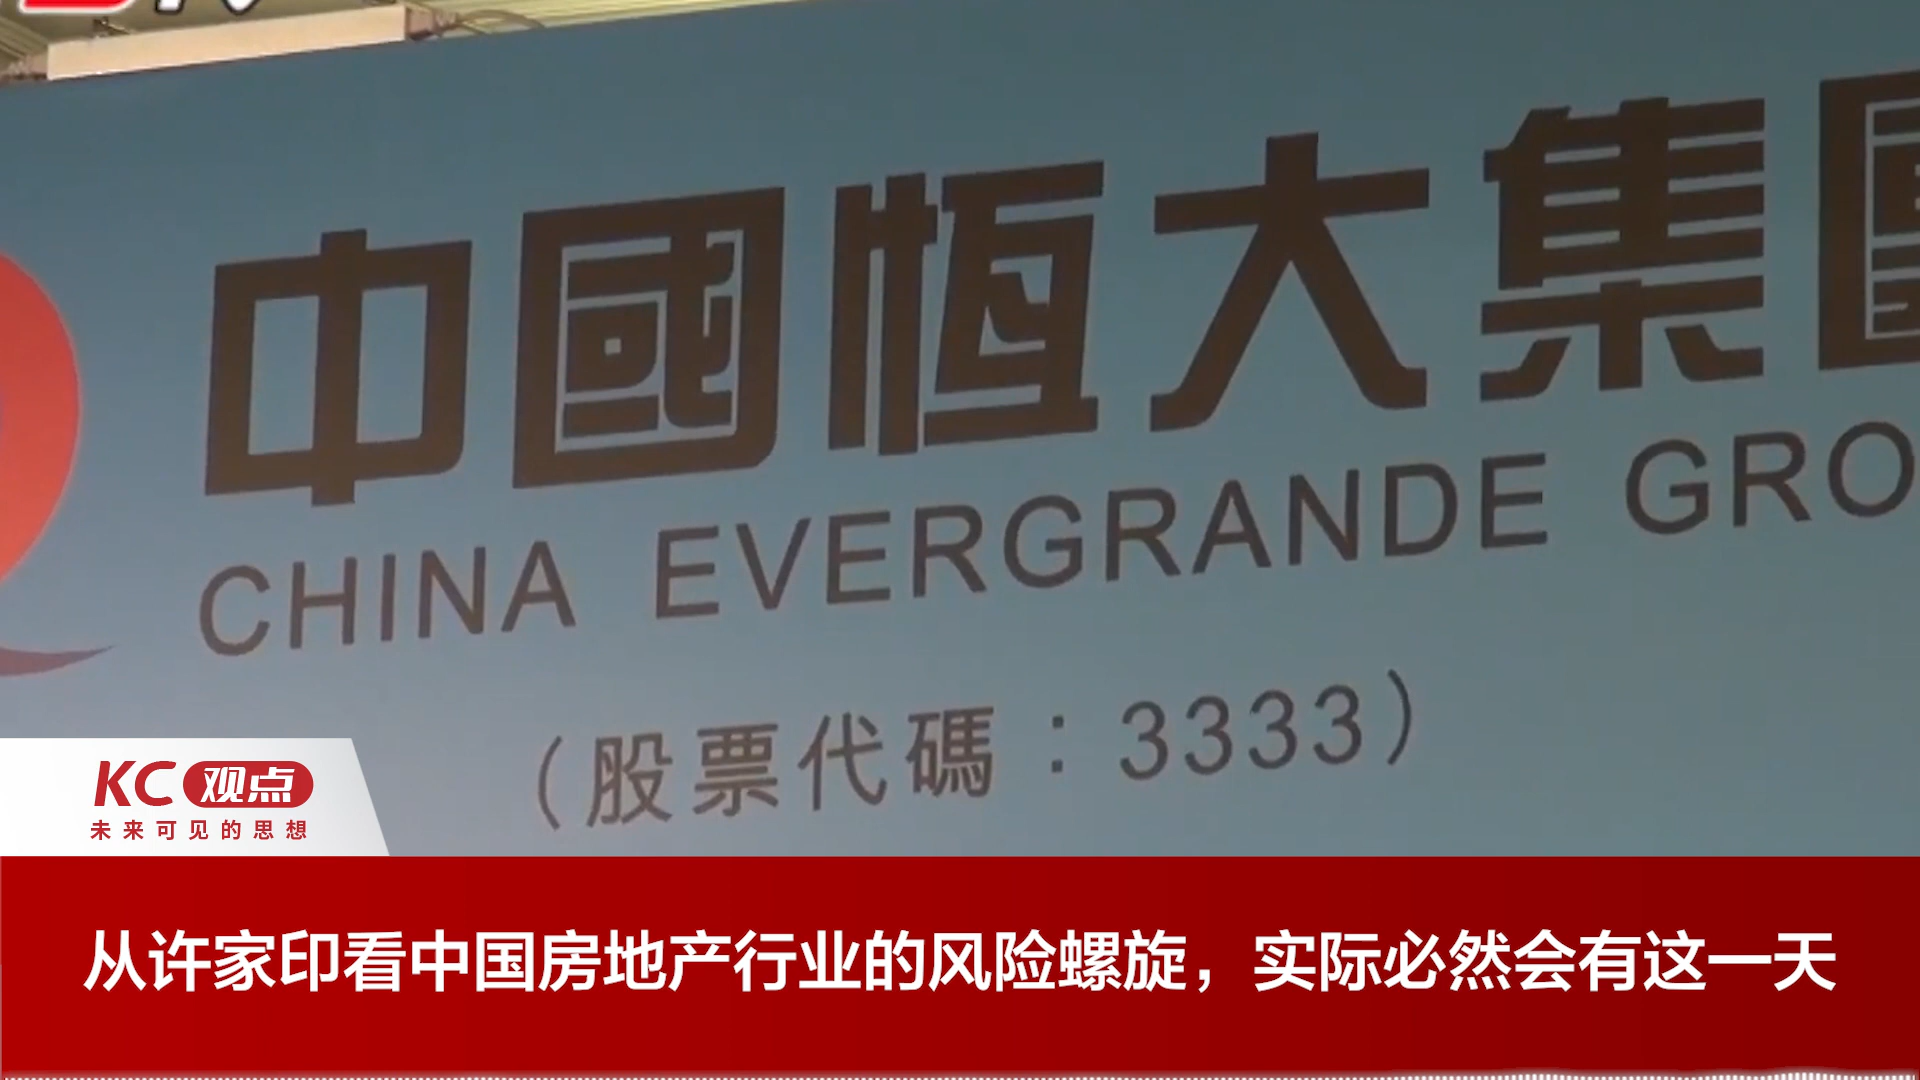 中國恆大集
CHINA EVERGRANDE GRO
(股票代碼：3333)
KC 观点
未来可见的思想
从许家印看中国房地产行业的风险螺旋，实际必然会有这一天